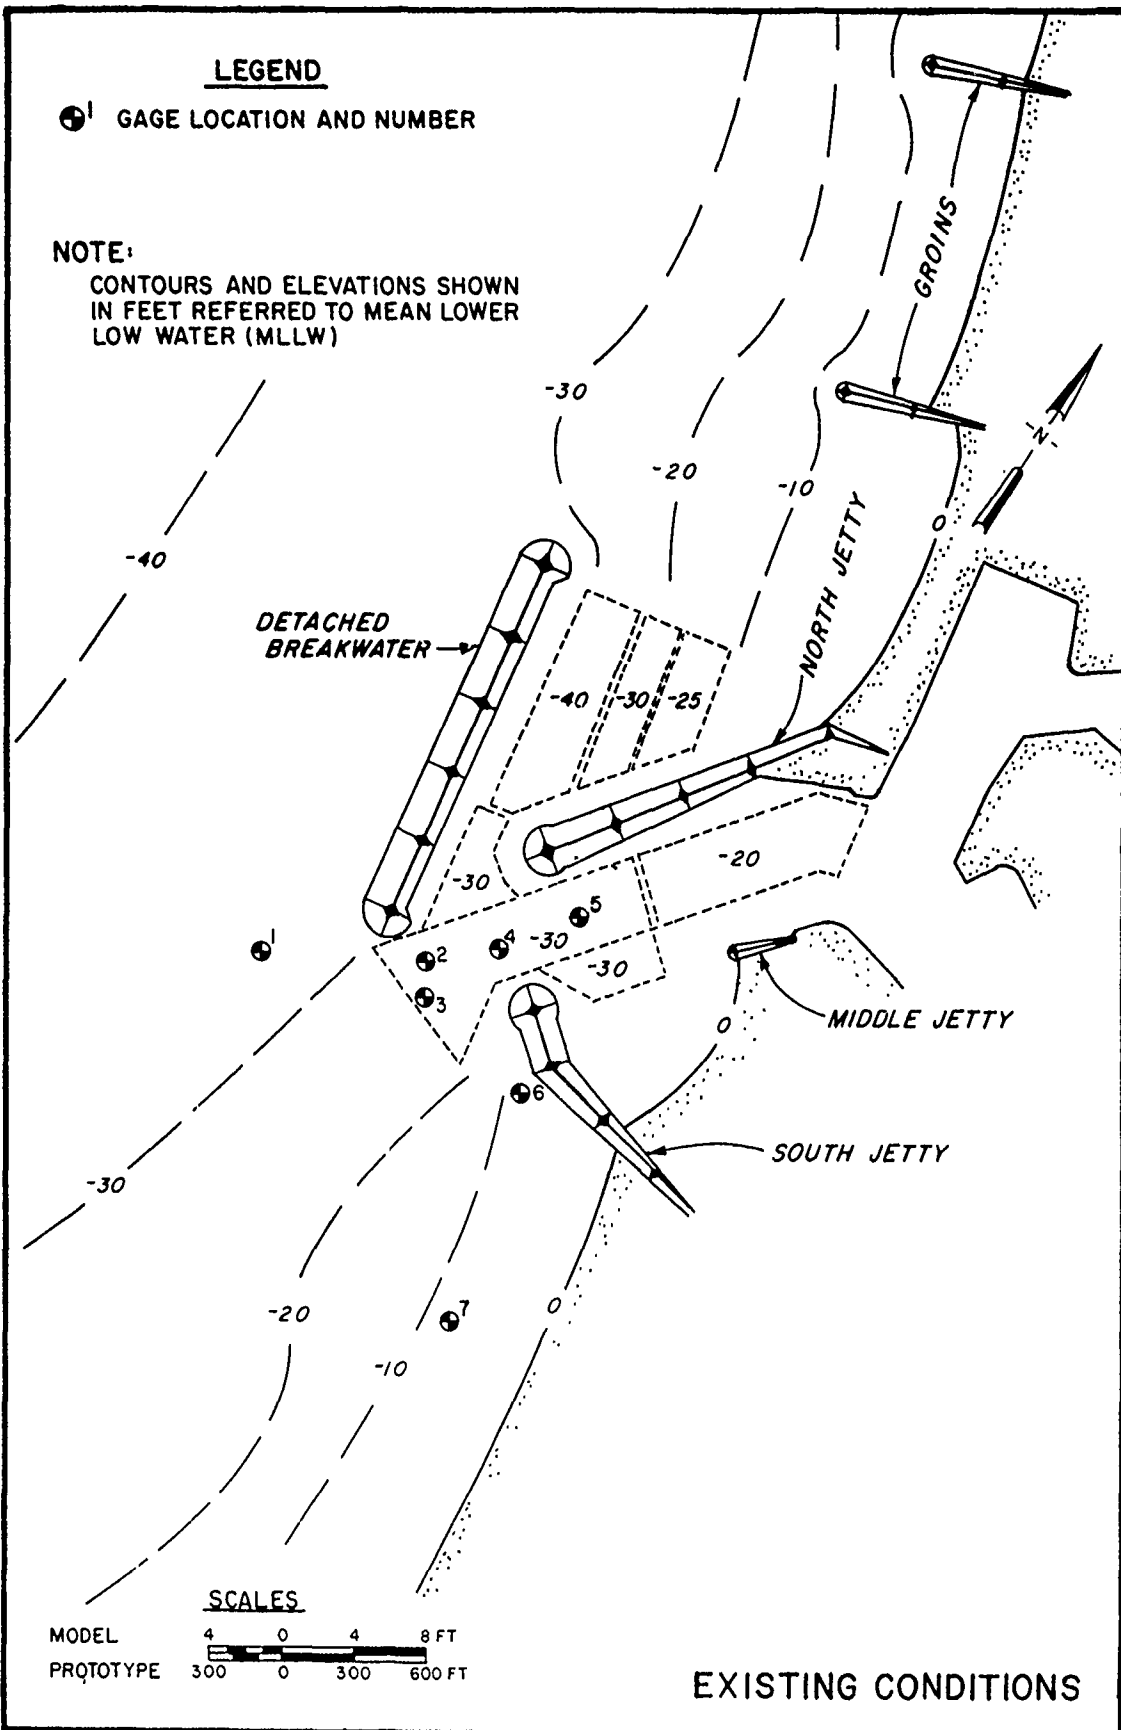 LEGEND
1 GAGE LOCATION AND NUMBER
NOTE:
CONTOURS AND ELEVATIONS SHOWN
IN FEET REFERRED TO MEAN LOWER
LOW WATER (MLLW)
GROINS
-30
-20
-10
-N-
0
-40
NORTH JETTY
DETACHED
BREAKWATER
-40
-30
-25
-30
-20
5
-30
4
1
2
-30
3
0
MIDDLE JETTY
6
SOUTH JETTY
-30
-20
7
0
-10
SCALES
MODEL 4 0 4 8 FT
PROTOTYPE 300 0 300 600 FT
EXISTING CONDITIONS